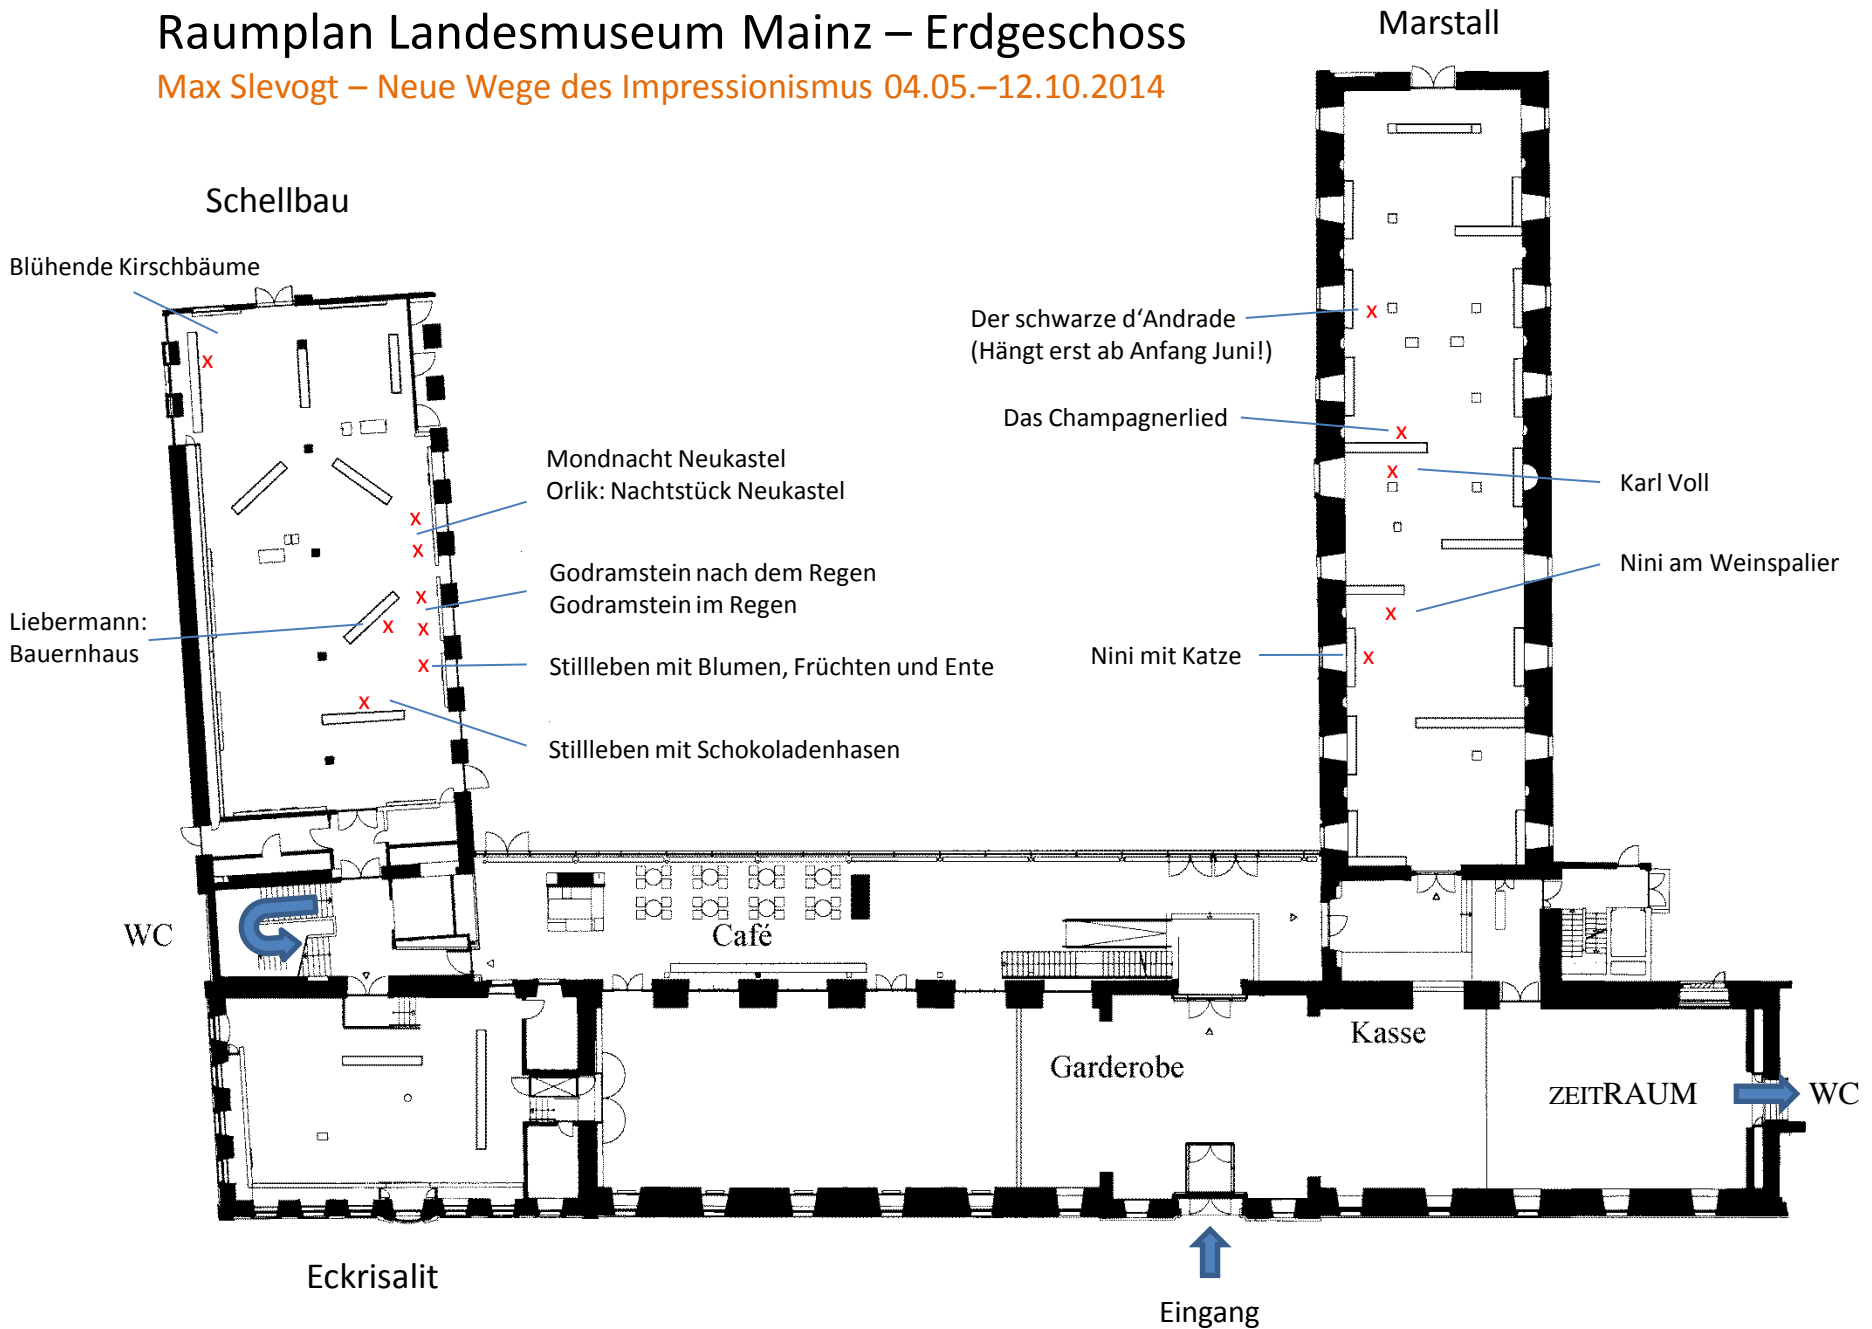 Raumplan Landesmuseum Mainz – Erdgeschoss
Max Slevogt – Neue Wege des Impressionismus 04.05.–12.10.2014
Marstall
Schellbau
Blühende Kirschbäume
x
Mondnacht Neukastel
Orlik: Nachtstück Neukastel
x
x
Godramstein nach dem Regen
Godramstein im Regen
x
x
Liebermann:
Bauernhaus
x
x
Stillleben mit Blumen, Früchten und Ente
x
Stillleben mit Schokoladenhasen
Der schwarze d‘Andrade
(Hängt erst ab Anfang Juni!)
x
Das Champagnerlied
x
x
Karl Voll
Nini am Weinspalier
x
Nini mit Katze
x
WC
Café
Kasse
Garderobe
ZEITRAUM
WC
Eckrisalit
Eingang